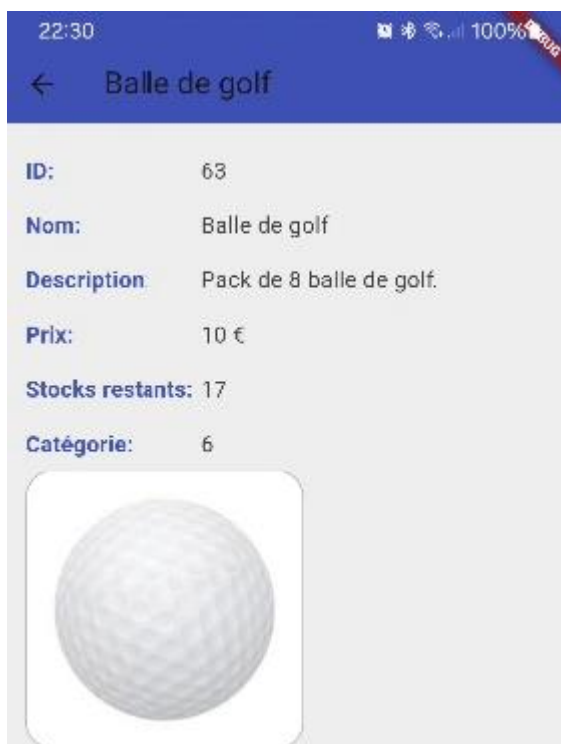 22:30 100%
DEBUG
Balle de golf
ID: 63
Nom: Balle de golf
Description Pack de 8 balle de golf.
Prix: 10 €
Stocks restants: 17
Catégorie: 6